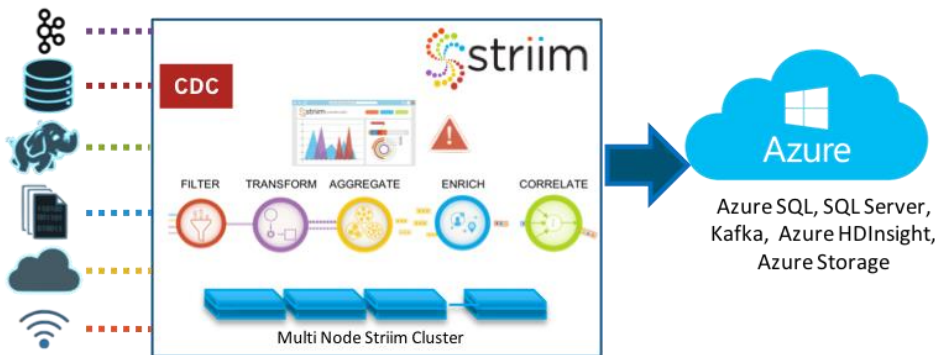 striim
CDC
striim
FILTER
TRANSFORM
AGGREGATE
ENRICH
CORRELATE
Multi Node Striim Cluster
Azure
Azure SQL, SQL Server,
Kafka, Azure HDInsight,
Azure Storage